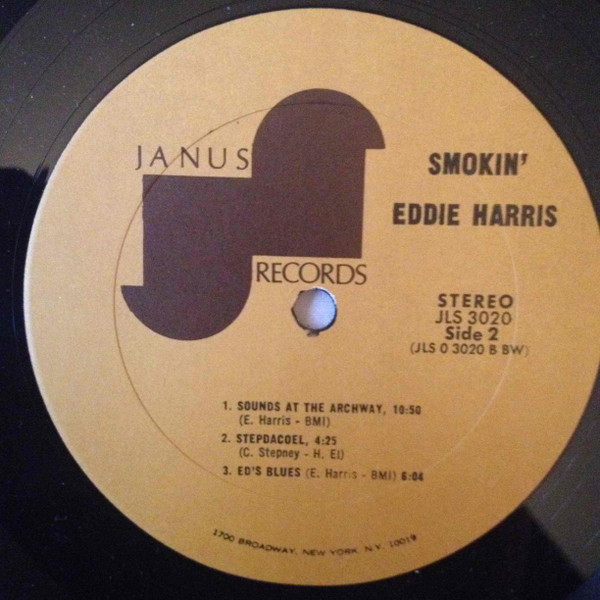 JANUS
RECORDS
SMOKIN'
EDDIE HARRIS
STEREO
JLS 3020
Side 2
(JLS 0 3020 B BW)
1. SOUNDS AT THE ARCHWAY, 10:50
(E. Harris - BMI)
2. STEPDACOEL, 4:25
(C. Stepney - H. El)
3. ED'S BLUES (E. Harris - BMI) 6:04
1700 BROADWAY, NEW YORK, N.Y. 10019